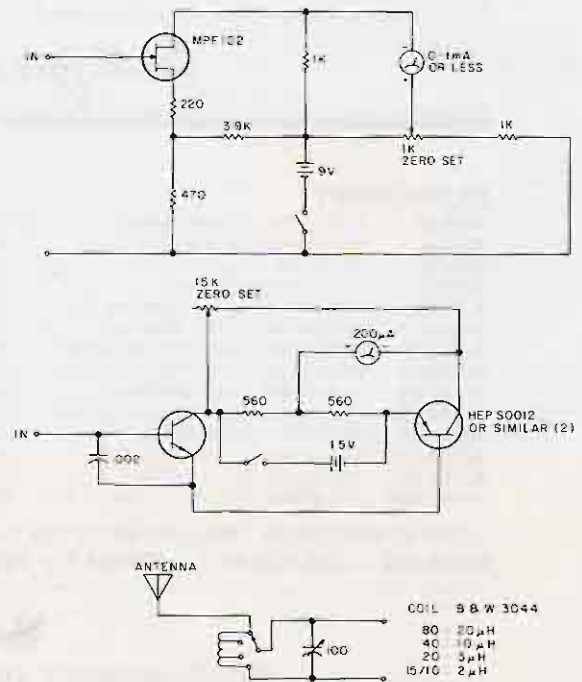 MPF102
IN
1K
0-1mA
OR LESS
220
3.9K
1K
ZERO SET
1K
9V
470
15K
ZERO SET
200µA
560
560
HEP S0012
OR SIMILAR (2)
IN
.002
1.5V
ANTENNA
100
COIL B&W 3044
80 20µH
40 10µH
20 5µH
15/10 2µH